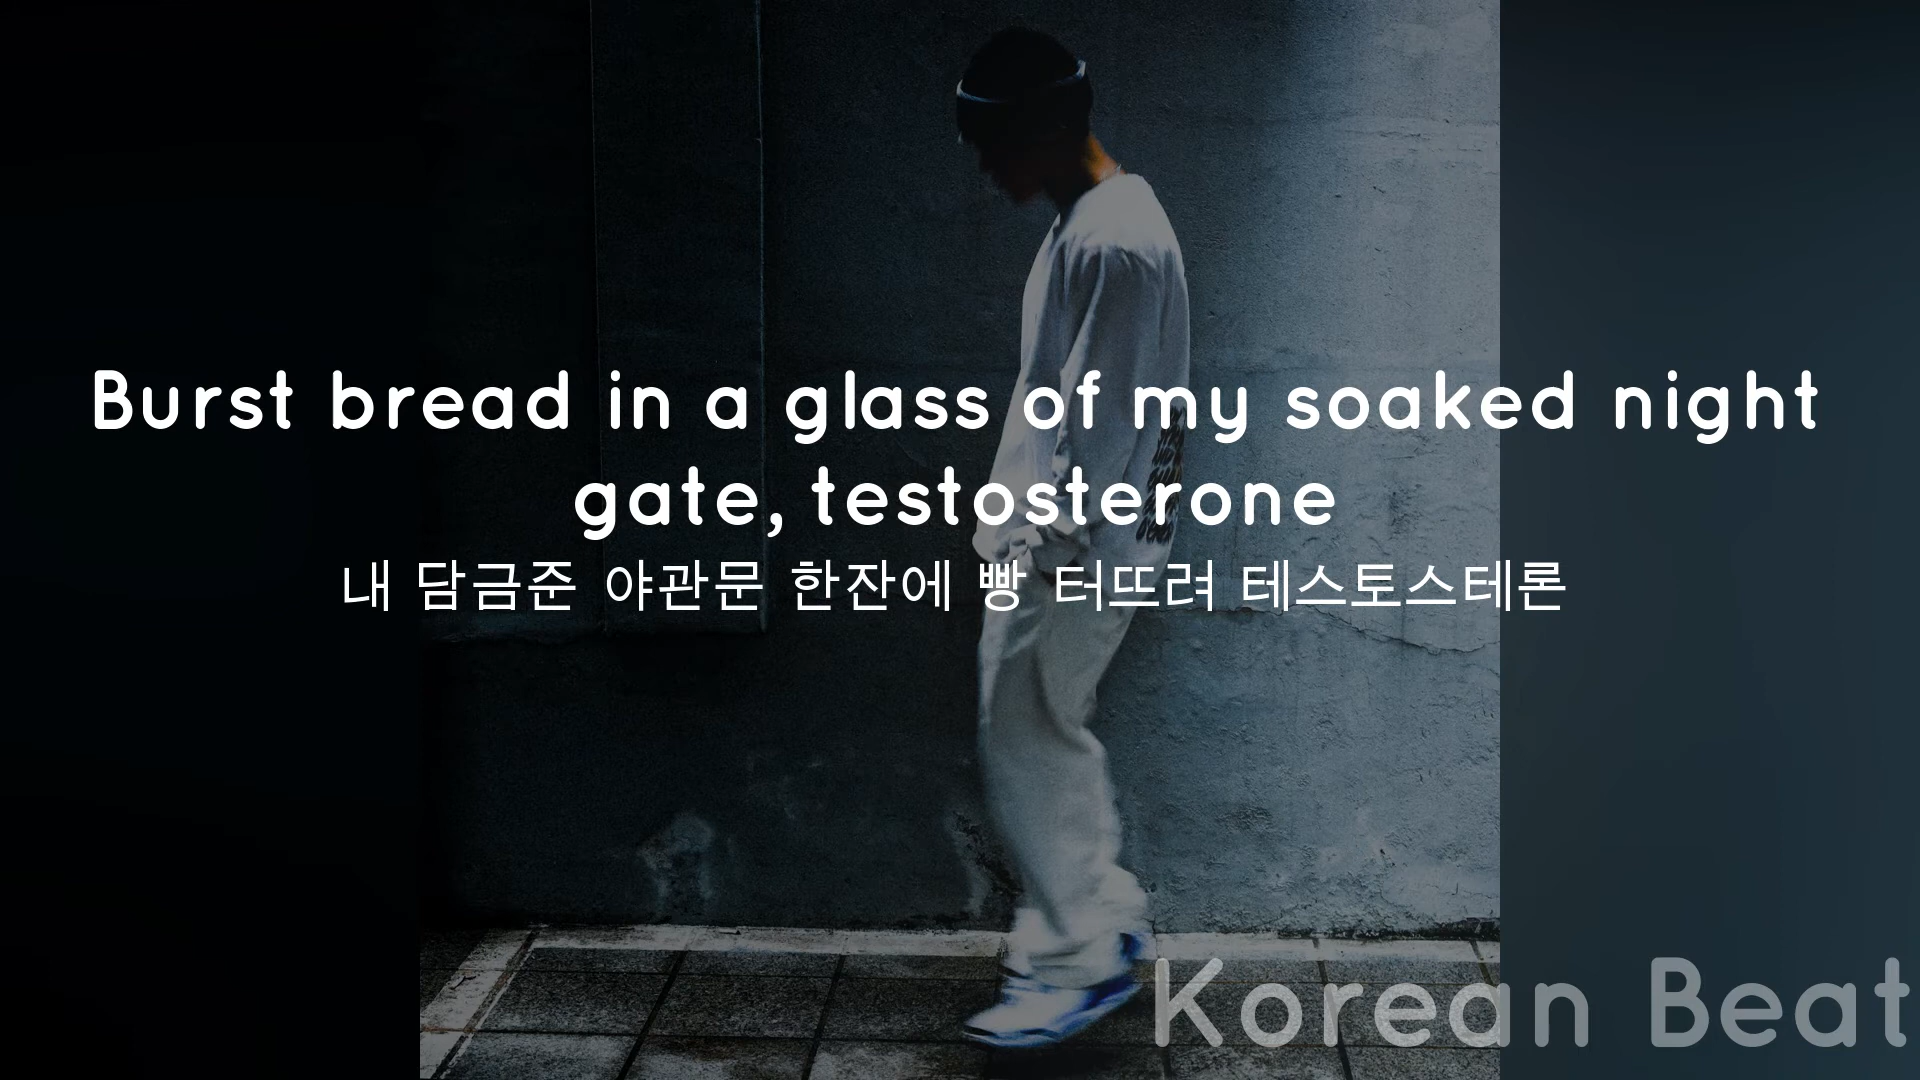 Burst bread in a glass of my soaked night
gate, testosterone
내 담금준 야관문 한잔에 빵 터뜨려 테스토스테론
Korean Beat